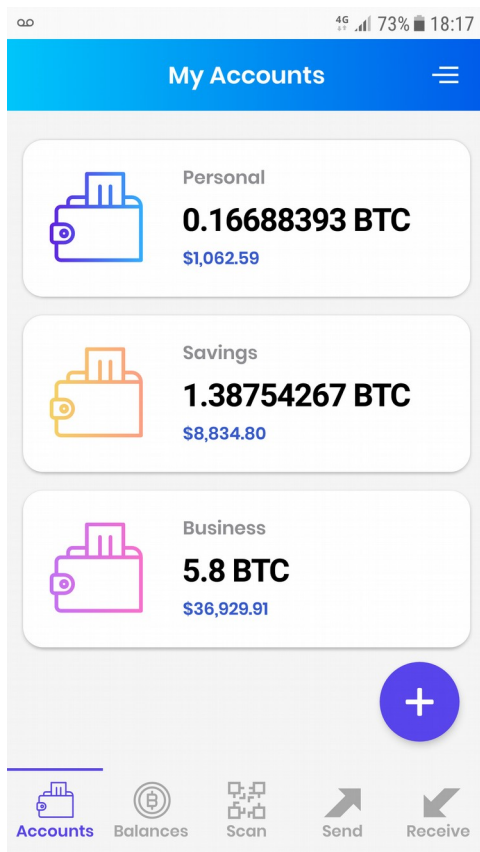 4G 73% 18:17
My Accounts
Personal
0.16688393 BTC
$1,062.59
Savings
1.38754267 BTC
$8,834.80
Business
5.8 BTC
$36,929.91
+
Accounts Balances Scan Send Receive